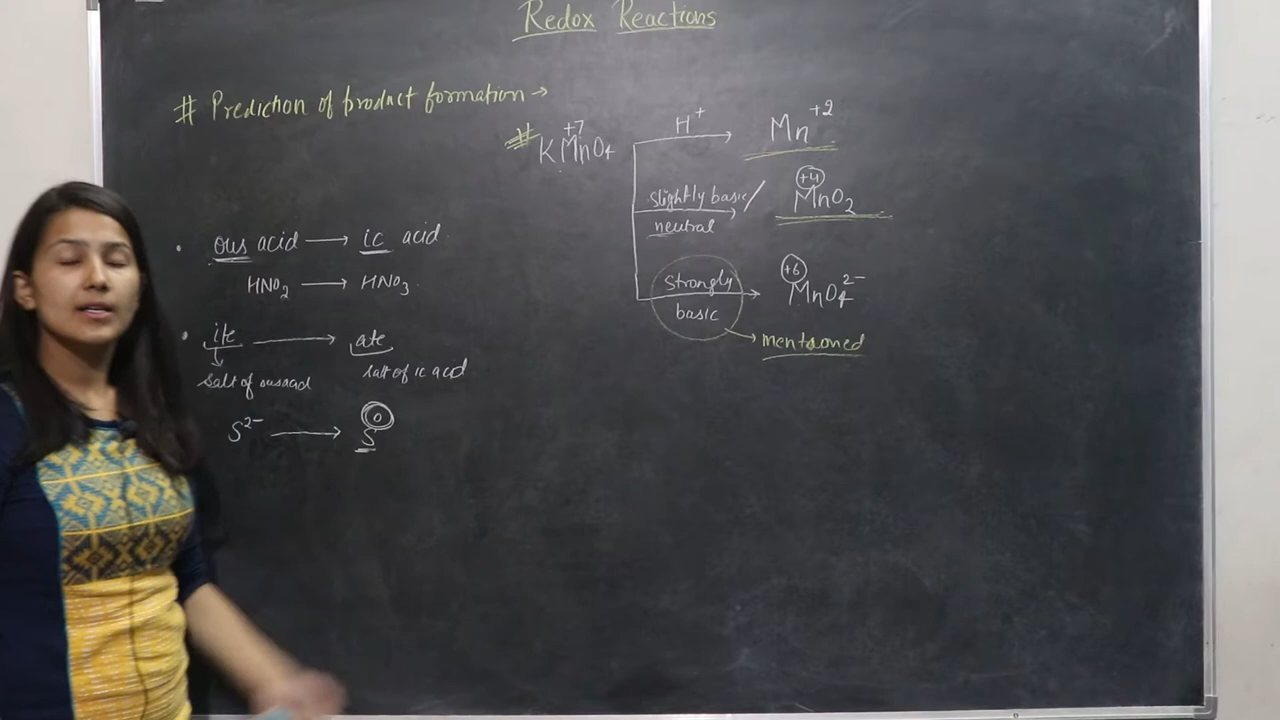 Redox Reactions
# Prediction of product formation →
# KMnO4 +7
H+ → Mn+2
slightly basic/ neutral → MnO2 +4
strongly basic → MnO4 2- +6
→ mentioned
• ous acid → ic acid
HNO2 → HNO3
• ite → ate
↓
salt of ous acid salt of ic acid
S2- → S 0